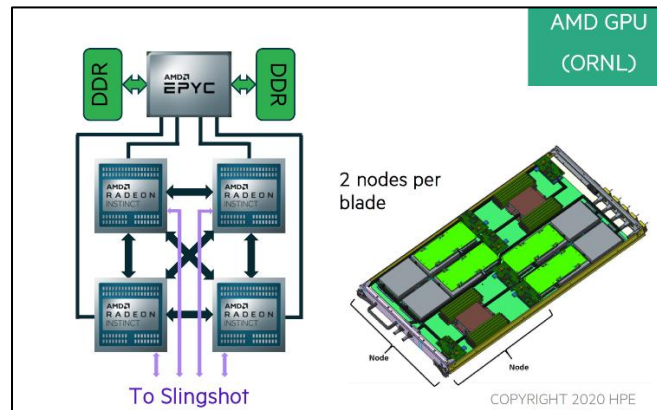 AMD GPU
(ORNL)
DDR
AMD
EPYC
DDR
AMD
RADEON
INSTINCT
AMD
RADEON
INSTINCT
AMD
RADEON
INSTINCT
AMD
RADEON
INSTINCT
To Slingshot
2 nodes per
blade
Node
Node
COPYRIGHT 2020 HPE